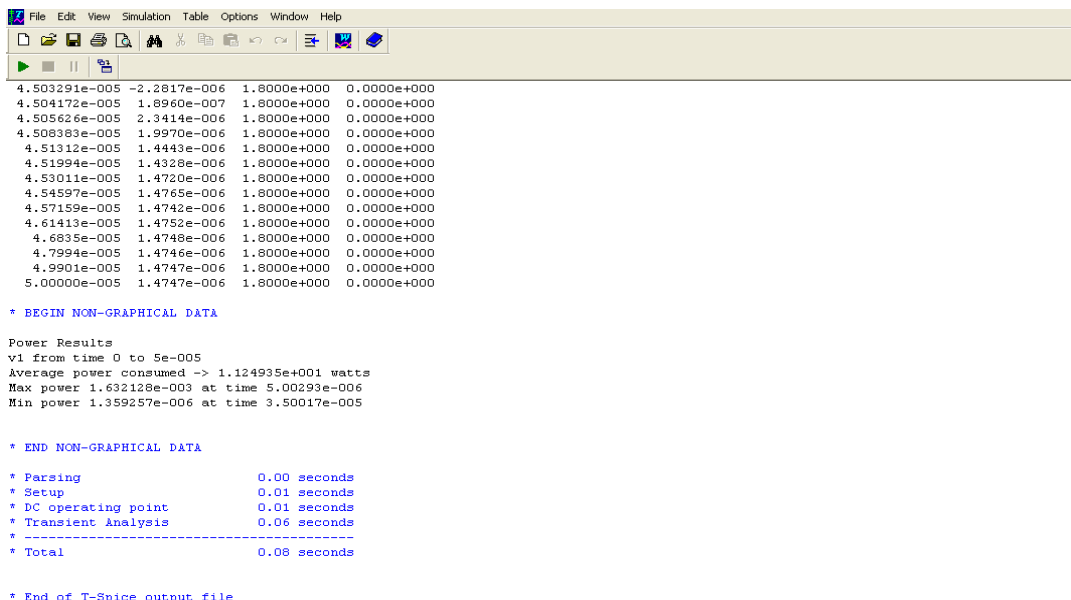 File Edit View Simulation Table Options Window Help
4.503291e-005 -2.2817e-006 1.8000e+000 0.0000e+000
4.504172e-005 1.8960e-007 1.8000e+000 0.0000e+000
4.505626e-005 2.3414e-006 1.8000e+000 0.0000e+000
4.508383e-005 1.9970e-006 1.8000e+000 0.0000e+000
4.51312e-005 1.4443e-006 1.8000e+000 0.0000e+000
4.51994e-005 1.4328e-006 1.8000e+000 0.0000e+000
4.53011e-005 1.4720e-006 1.8000e+000 0.0000e+000
4.54597e-005 1.4765e-006 1.8000e+000 0.0000e+000
4.57159e-005 1.4742e-006 1.8000e+000 0.0000e+000
4.61413e-005 1.4752e-006 1.8000e+000 0.0000e+000
4.6835e-005 1.4748e-006 1.8000e+000 0.0000e+000
4.7994e-005 1.4746e-006 1.8000e+000 0.0000e+000
4.9901e-005 1.4747e-006 1.8000e+000 0.0000e+000
5.00000e-005 1.4747e-006 1.8000e+000 0.0000e+000
* BEGIN NON-GRAPHICAL DATA
Power Results
v1 from time 0 to 5e-005
Average power consumed -> 1.124935e+001 watts
Max power 1.632128e-003 at time 5.00293e-006
Min power 1.359257e-006 at time 3.50017e-005
* END NON-GRAPHICAL DATA
* Parsing 0.00 seconds
* Setup 0.01 seconds
* DC operating point 0.01 seconds
* Transient Analysis 0.06 seconds
* -----------------------------------------
* Total 0.08 seconds
* End of T-Spice output file